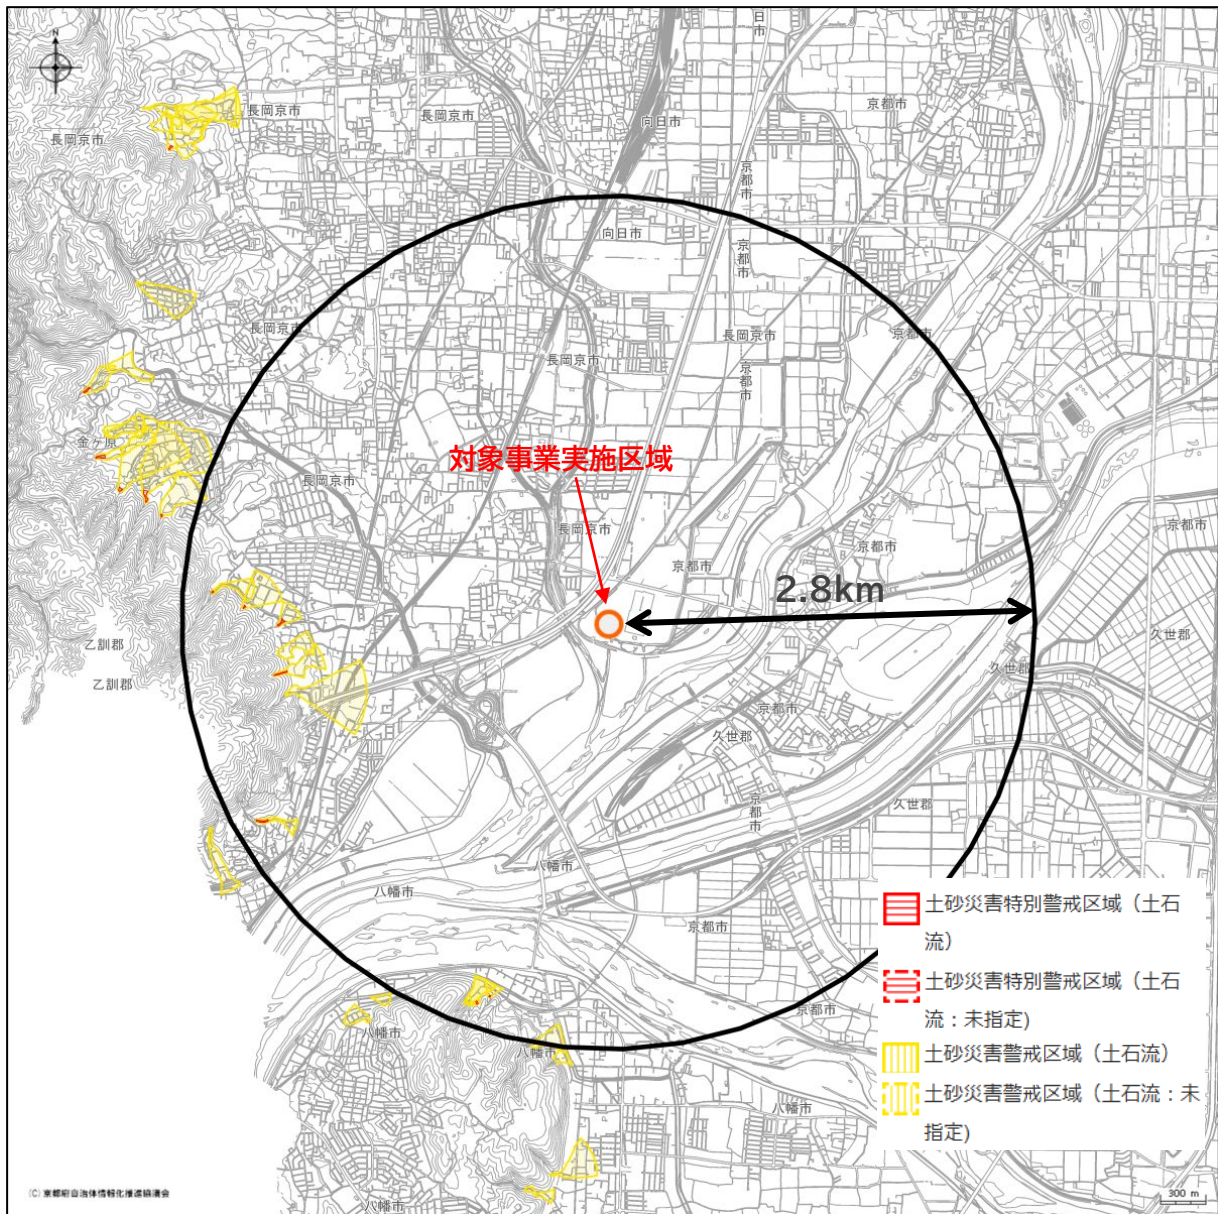 N
日
市
京都市
長岡京市
長岡京市
長岡京市
向日市
京
都
市
向日市
京
都
市
長岡京市
長岡京市
京都市
長岡京市
京
都
市
金ヶ原
対象事業実施区域
長岡京市
長岡京市
京都市
京都市
京都市
2.8km
乙訓郡
久世郡
乙訓郡
久世郡
京都市
久世郡
京
都
市
久世郡
八幡市
八幡市
京都市
土砂災害特別警戒区域（土石
流）
土砂災害特別警戒区域（土石
流：未指定)
土砂災害警戒区域（土石流）
土砂災害警戒区域（土石流：未
指定)
京都市
八幡市
八幡市
八幡市
八幡市
(C) 京都府自治体情報化推進協議会
300 m